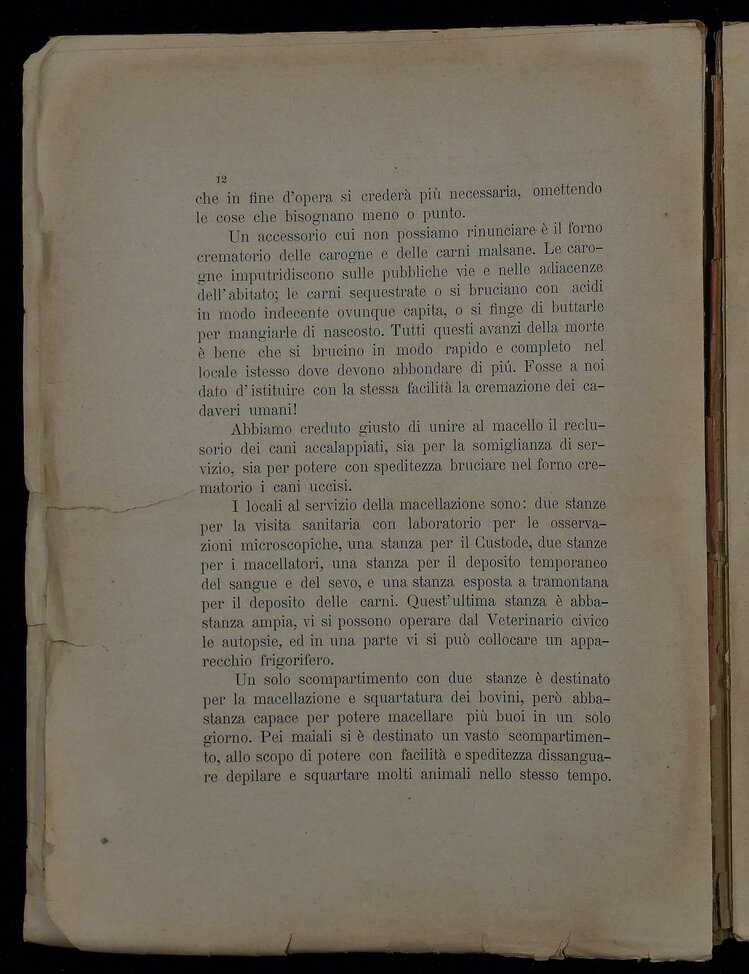 12
che in fine d'opera si crederà più necessaria, omettendo
le cose che bisognano meno o punto.
Un accessorio cui non possiamo rinunciare è il forno
crematorio delle carogne e delle carni malsane. Le caro-
gne imputridiscono sulle pubbliche vie e nelle adiacenze
dell'abitato; le carni sequestrate o si bruciano con acidi
in modo indecente ovunque capita, o si finge di buttarle
per mangiarle di nascosto. Tutti questi avanzi della morte
è bene che si brucino in modo rapido e completo nel
locale istesso dove devono abbondare di piú. Fosse a noi
dato d'istituire con la stessa facilità la cremazione dei ca-
daveri umani!
Abbiamo creduto giusto di unire al macello il reclu-
sorio dei cani accalappiati, sia per la somiglianza di ser-
vizio, sia per potere con speditezza bruciare nel forno cre-
matorio i cani uccisi.
I locali al servizio della macellazione sono: due stanze
per la visita sanitaria con laboratorio per le osserva-
zioni microscopiche, una stanza per il Custode, due stanze
per i macellatori, una stanza per il deposito temporaneo
del sangue e del sevo, e una stanza esposta a tramontana
per il deposito delle carni. Quest'ultima stanza è abba-
stanza ampia, vi si possono operare dal Veterinario civico
le autopsie, ed in una parte vi si può collocare un appa-
recchio frigorifero.
Un solo scompartimento con due stanze è destinato
per la macellazione e squartatura dei bovini, però abba-
stanza capace per potere macellare più buoi in un solo
giorno. Pei maiali si è destinato un vasto scompartimen-
to, allo scopo di potere con facilità e speditezza dissangua-
re depilare e squartare molti animali nello stesso tempo.